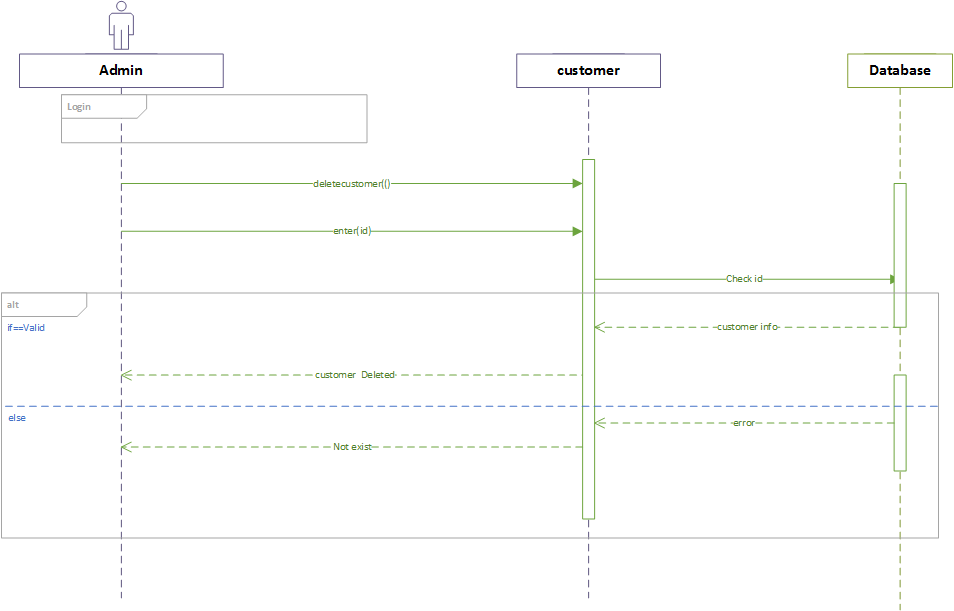 Admin
customer
Database
Login
deletecustomer(()
enter(id)
Check id
alt
if==Valid
customer info
customer Deleted
else
error
Not exist